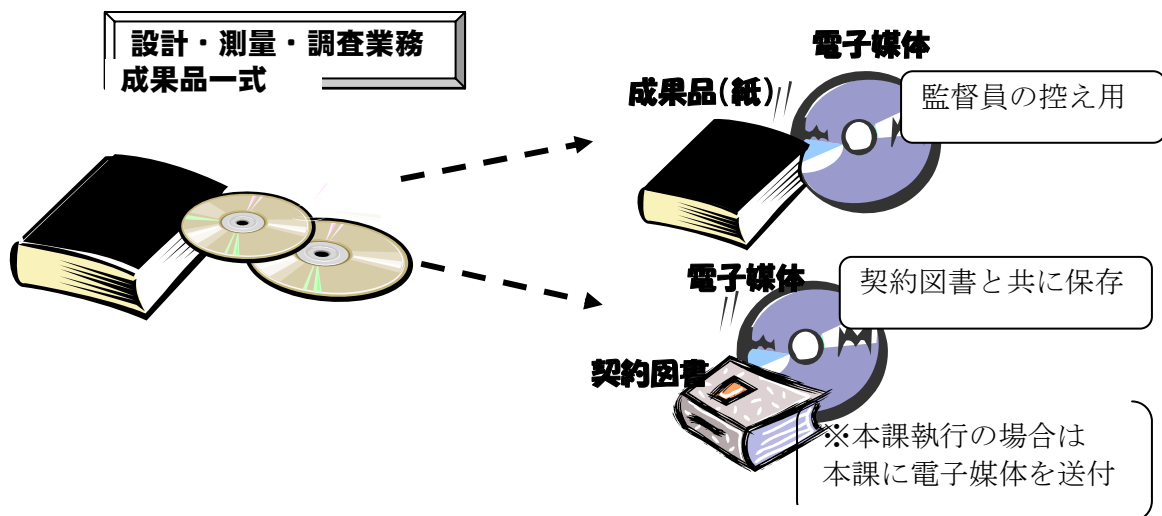 設計・測量・調査業務
成果品一式
電子媒体
成果品(紙)
監督員の控え用
電子媒体
契約図書と共に保存
契約図書
※本課執行の場合は
本課に電子媒体を送付